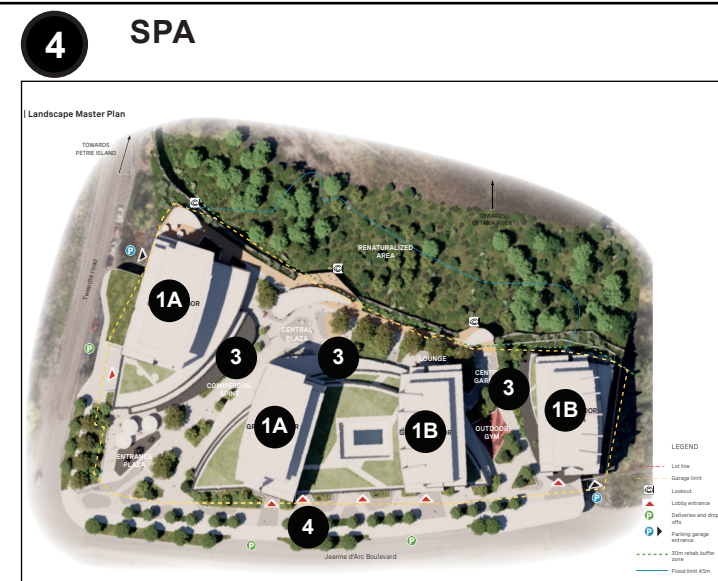 4
SPA
| Landscape Master Plan
TOWARDS
PETRIE ISLAND
TOWARDS
OTTAWA RIVER
RENATURALIZED
AREA
P
Tweedle road
1A
CENTRAL
PLAZA
3
3
LOUNGE
3
COMMERCIAL
SPINE
P
1A
1B
1B
OUTDOOR
GYM
ENTRANCE
PLAZA
4
P
P
P
Jeanne d'Arc Boulevard
LEGEND
Lot line
Garage limit
Lookout
Lobby entrance
P
Deliveries and drop
offs
P
Parking garage
entrance
30m rehab buffer
zone
Flood limit 45m